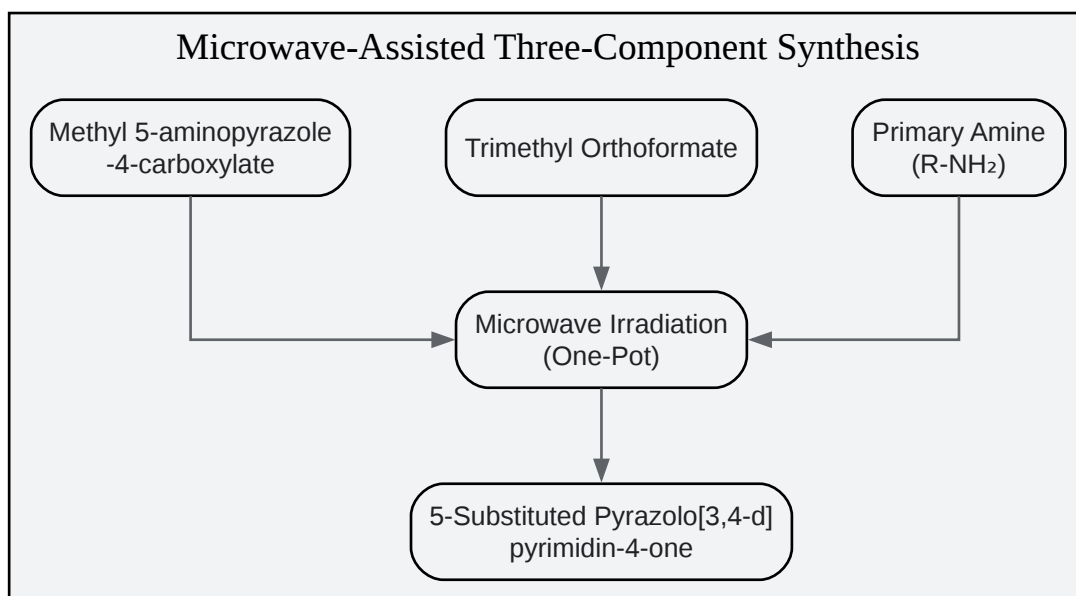 Microwave-Assisted Three-Component Synthesis
Methyl 5-aminopyrazole
-4-carboxylate
Trimethyl Orthoformate
Primary Amine
(R-NH₂)
Microwave Irradiation
(One-Pot)
5-Substituted Pyrazolo[3,4-d]
pyrimidin-4-one